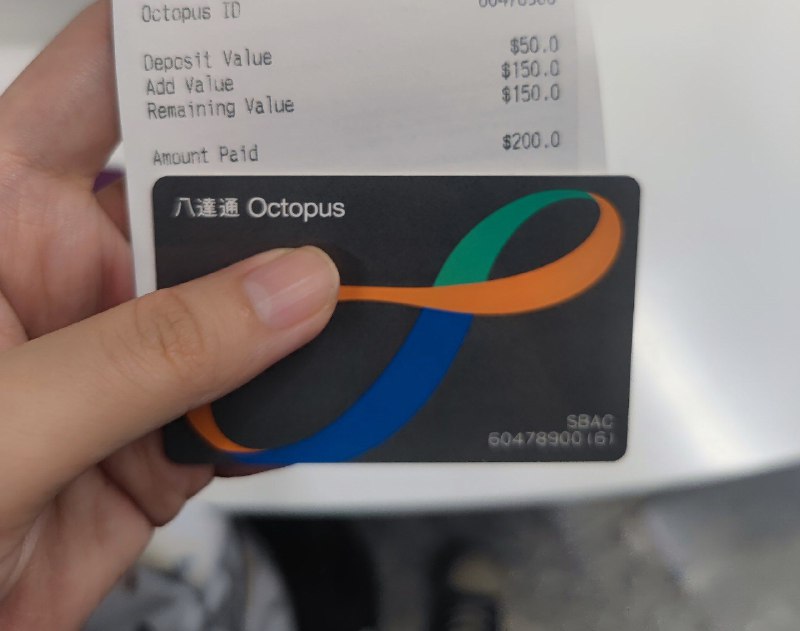 Octopus ID
Deposit Value $50.0
Add Value $150.0
Remaining Value $150.0
Amount Paid $200.0
八達通 Octopus
SBAC
60478900(6)